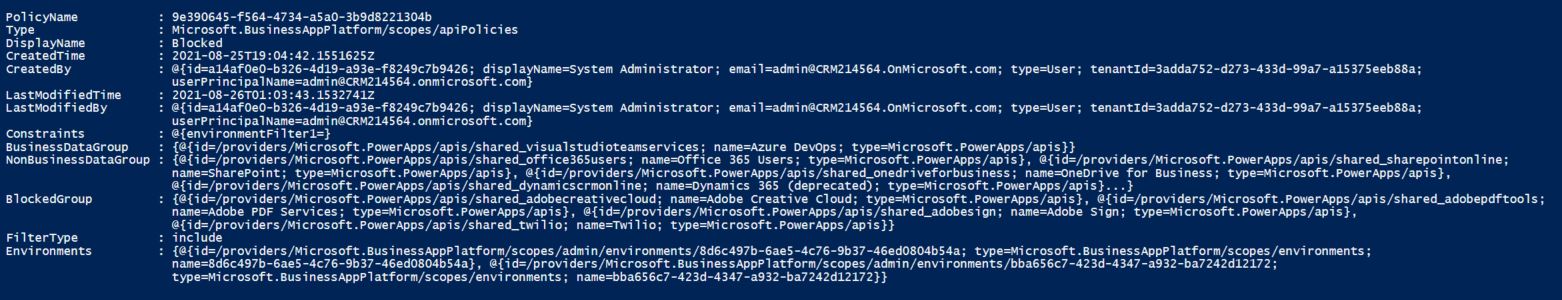 PolicyName : 9e390645-f564-4734-a5a0-3b9d8221304b
Type : Microsoft.BusinessAppPlatform/scopes/apiPolicies
DisplayName : Blocked
CreatedTime : 2021-08-25T19:04:42.1551625Z
CreatedBy : @{id=a14af0e0-b326-4d19-a93e-f8249c7b9426; displayName=System Administrator; email=admin@CRM214564.OnMicrosoft.com; type=User; tenantId=3adda752-d273-433d-99a7-a15375eeb88a;
userPrincipalName=admin@CRM214564.onmicrosoft.com}
LastModifiedTime : 2021-08-26T01:03:43.1532741Z
LastModifiedBy : @{id=a14af0e0-b326-4d19-a93e-f8249c7b9426; displayName=System Administrator; email=admin@CRM214564.OnMicrosoft.com; type=User; tenantId=3adda752-d273-433d-99a7-a15375eeb88a;
userPrincipalName=admin@CRM214564.onmicrosoft.com}
Constraints : @{environmentFilter1=}
BusinessDataGroup : {@{id=/providers/Microsoft.PowerApps/apis/shared_visualstudioteamservices; name=Azure DevOps; type=Microsoft.PowerApps/apis}}
NonBusinessDataGroup : {@{id=/providers/Microsoft.PowerApps/apis/shared_office365users; name=Office 365 Users; type=Microsoft.PowerApps/apis}, @{id=/providers/Microsoft.PowerApps/apis/shared_sharepointonline;
name=SharePoint; type=Microsoft.PowerApps/apis}, @{id=/providers/Microsoft.PowerApps/apis/shared_onedriveforbusiness; name=OneDrive for Business; type=Microsoft.PowerApps/apis},
@{id=/providers/Microsoft.PowerApps/apis/shared_dynamicscrmonline; name=Dynamics 365 (deprecated); type=Microsoft.PowerApps/apis}...}
BlockedGroup : {@{id=/providers/Microsoft.PowerApps/apis/shared_adobecreativecloud; name=Adobe Creative Cloud; type=Microsoft.PowerApps/apis}, @{id=/providers/Microsoft.PowerApps/apis/shared_adobepdftools;
name=Adobe PDF Services; type=Microsoft.PowerApps/apis}, @{id=/providers/Microsoft.PowerApps/apis/shared_adobesign; name=Adobe Sign; type=Microsoft.PowerApps/apis},
@{id=/providers/Microsoft.PowerApps/apis/shared_twilio; name=Twilio; type=Microsoft.PowerApps/apis}}
FilterType : include
Environments : {@{id=/providers/Microsoft.BusinessAppPlatform/scopes/admin/environments/8d6c497b-6ae5-4c76-9b37-46ed0804b54a; type=Microsoft.BusinessAppPlatform/scopes/environments;
name=8d6c497b-6ae5-4c76-9b37-46ed0804b54a}, @{id=/providers/Microsoft.BusinessAppPlatform/scopes/admin/environments/bba656c7-423d-4347-a932-ba7242d12172;
type=Microsoft.BusinessAppPlatform/scopes/environments; name=bba656c7-423d-4347-a932-ba7242d12172}}